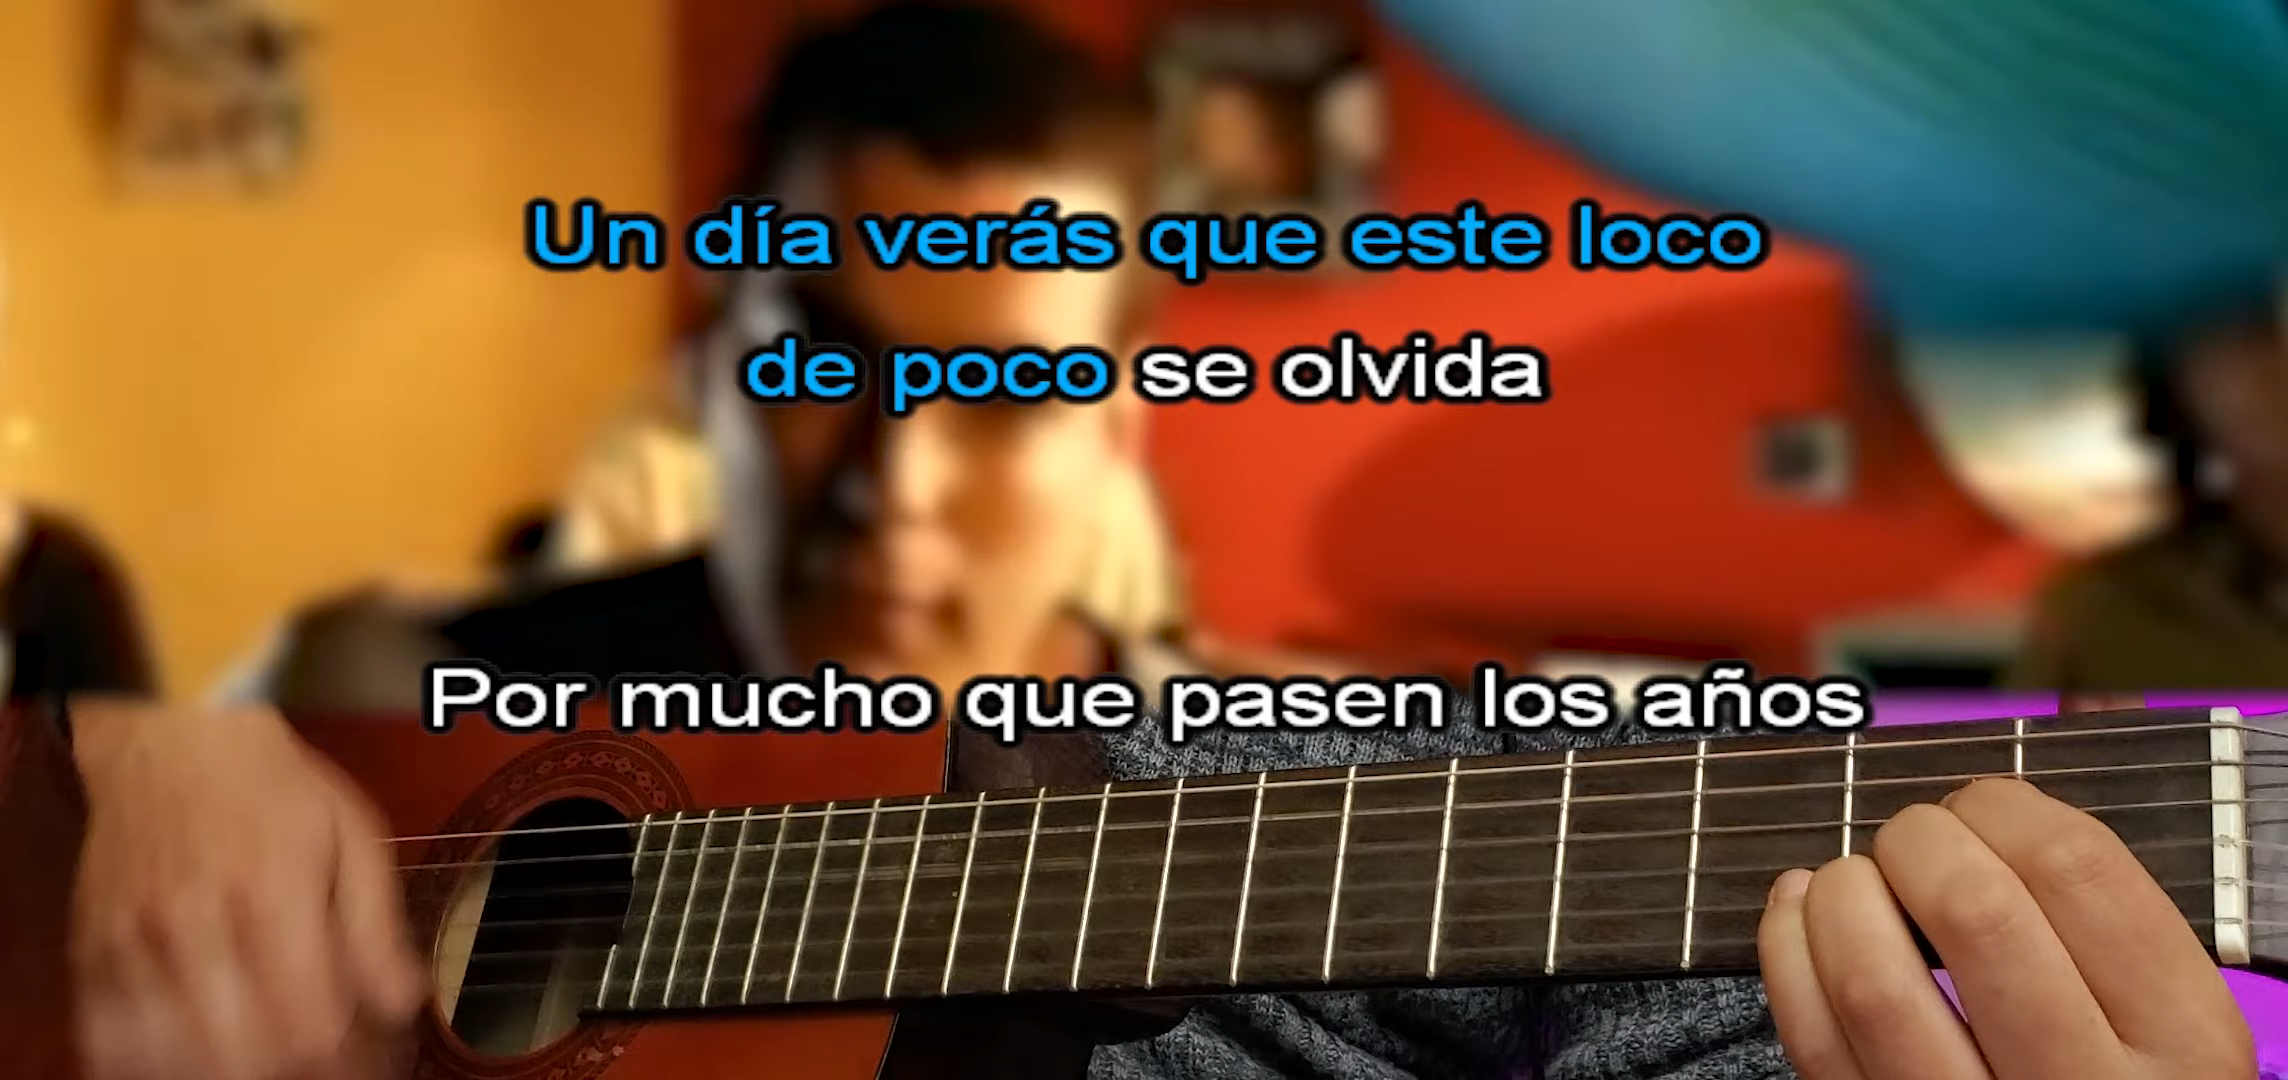 Un día verás que este loco
de poco se olvida
Por mucho que pasen los años